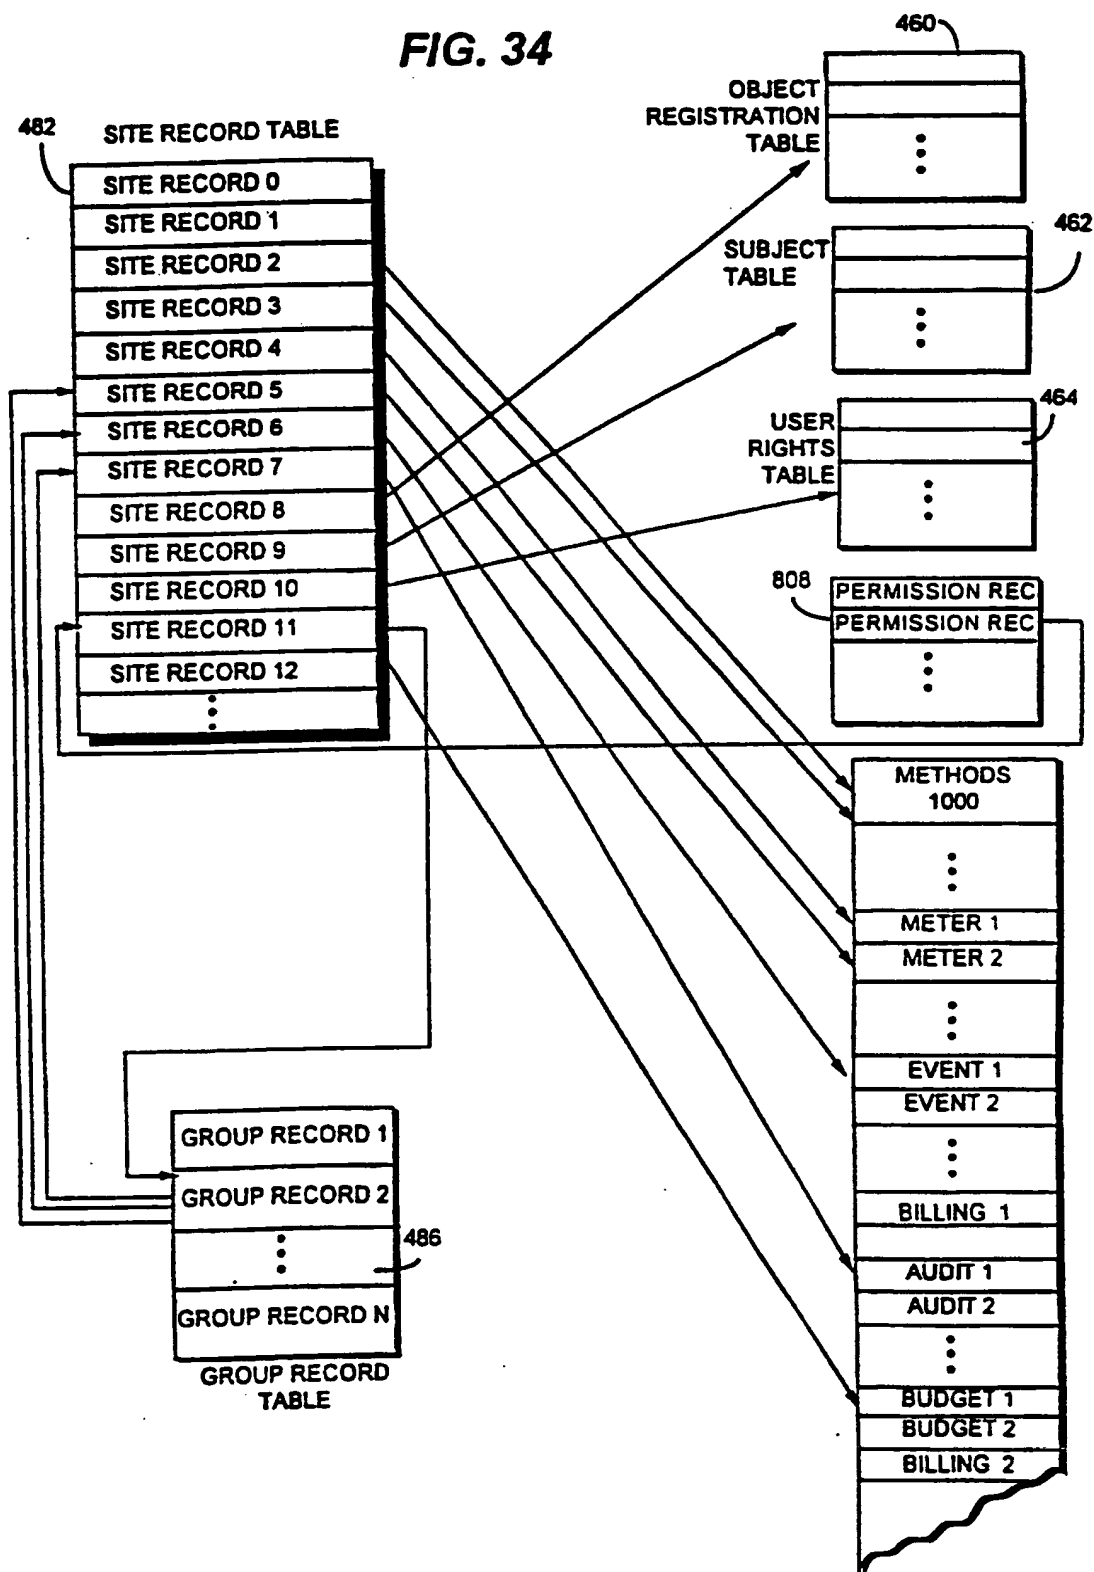 FIG. 34
482
SITE RECORD TABLE
SITE RECORD 0
SITE RECORD 1
SITE RECORD 2
SITE RECORD 3
SITE RECORD 4
SITE RECORD 5
SITE RECORD 6
SITE RECORD 7
SITE RECORD 8
SITE RECORD 9
SITE RECORD 10
SITE RECORD 11
SITE RECORD 12
460
OBJECT
REGISTRATION
TABLE
462
SUBJECT
TABLE
464
USER
RIGHTS
TABLE
808
PERMISSION REC
PERMISSION REC
METHODS
1000
METER 1
METER 2
EVENT 1
EVENT 2
BILLING 1
AUDIT 1
AUDIT 2
BUDGET 1
BUDGET 2
BILLING 2
GROUP RECORD 1
GROUP RECORD 2
486
GROUP RECORD N
GROUP RECORD
TABLE